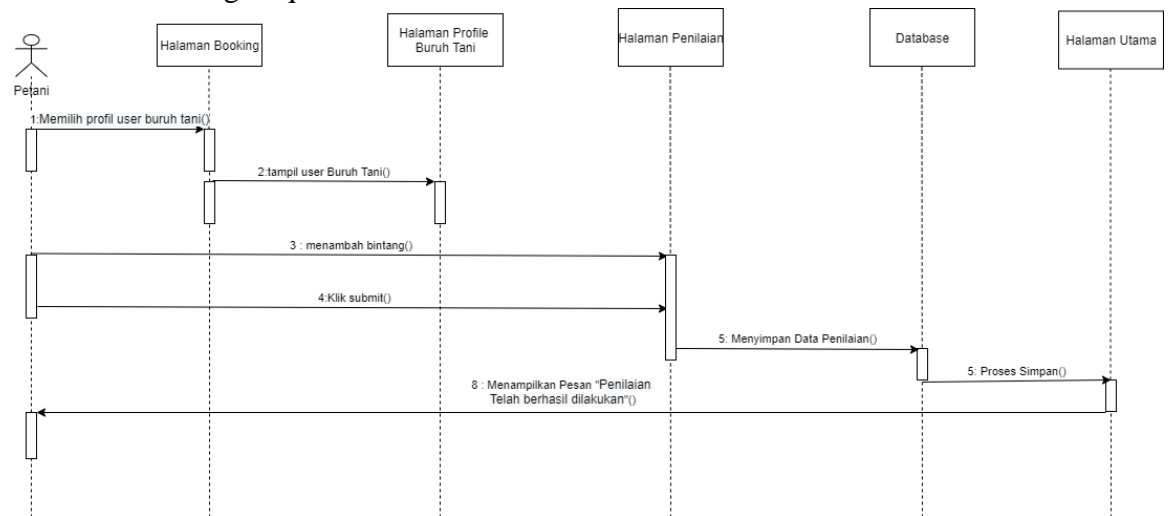 Halaman Booking
Halaman Profile
Buruh Tani
Halaman Penilaian
Database
Halaman Utama
Petani
1:Memilih profil user buruh tani()
2:tampil user Buruh Tani()
3 : menambah bintang()
4:Klik submit()
5: Menyimpan Data Penilaian()
5: Proses Simpan()
8 : Menampilkan Pesan "Penilaian
Telah berhasil dilakukan"()